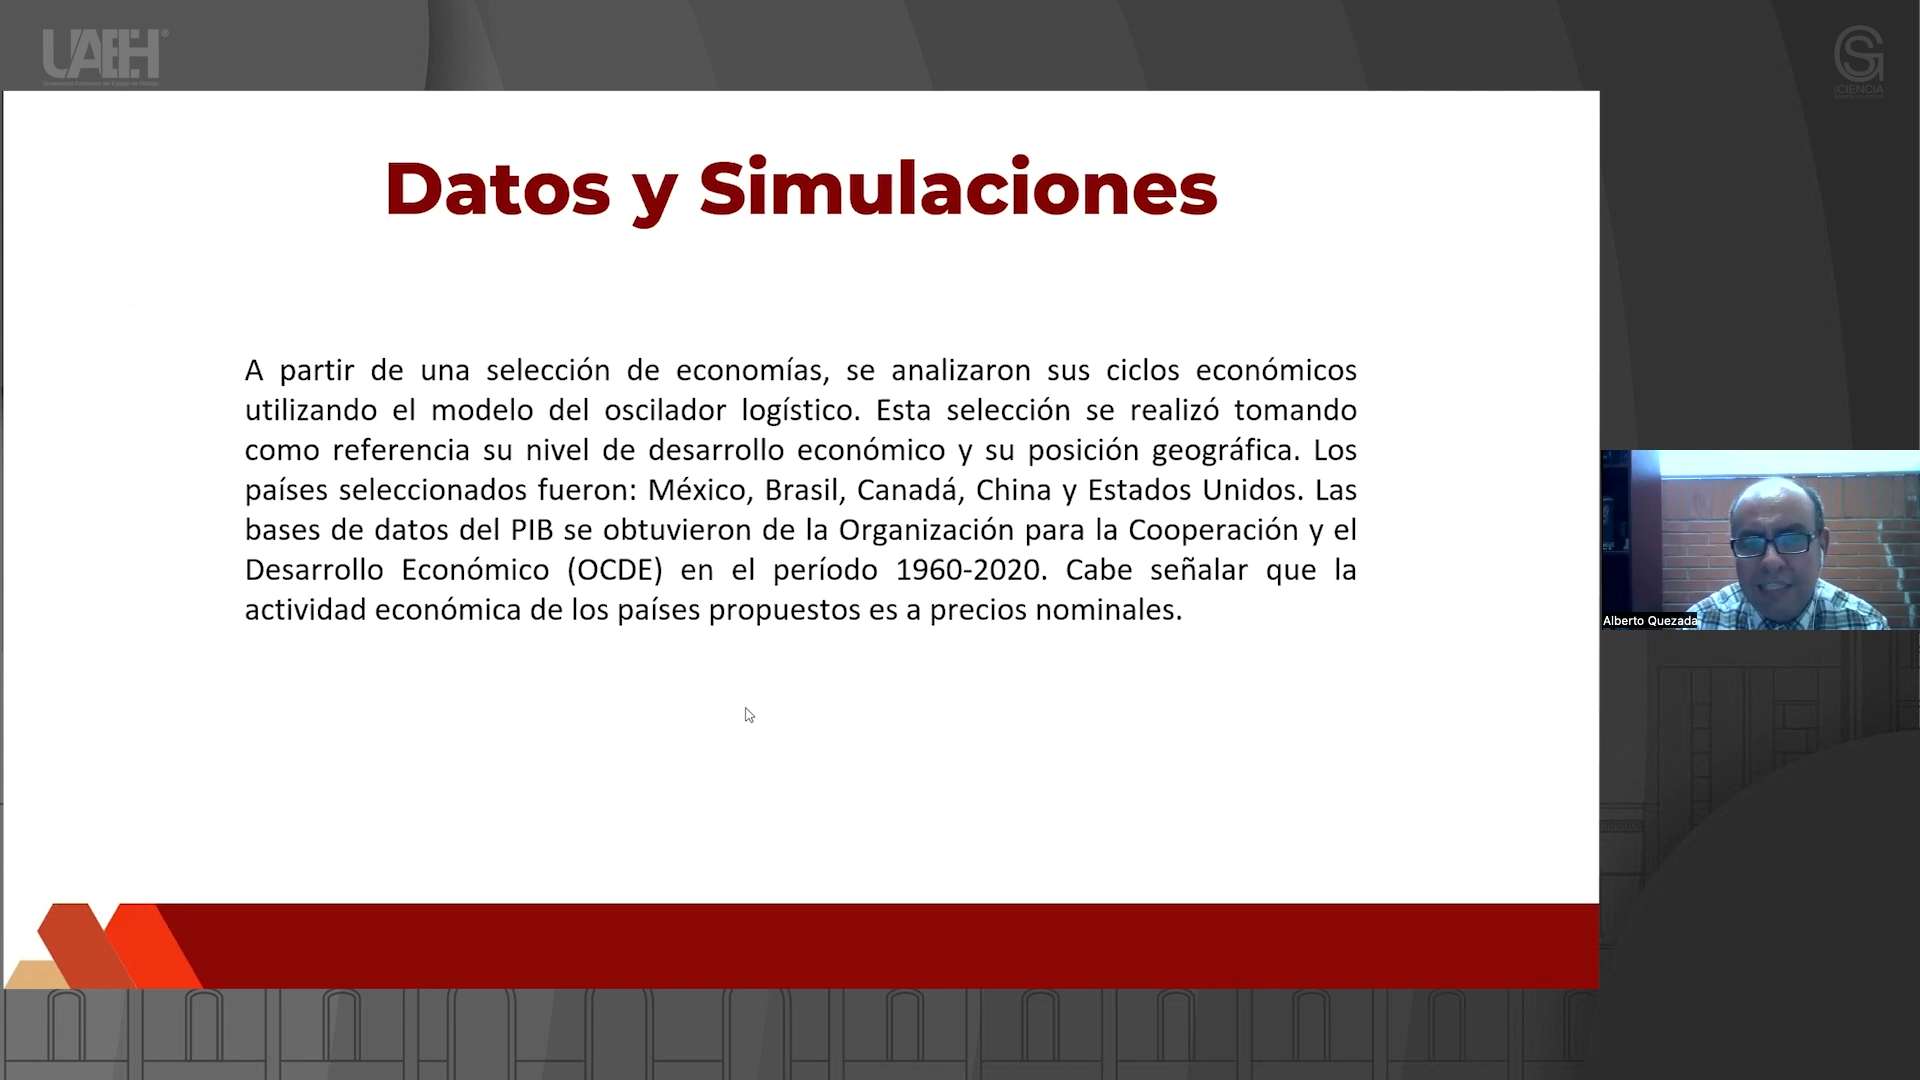 UAEH
Datos y Simulaciones
A partir de una selección de economías, se analizaron sus ciclos económicos
utilizando el modelo del oscilador logístico. Esta selección se realizó tomando
como referencia su nivel de desarrollo económico y su posición geográfica. Los
países seleccionados fueron: México, Brasil, Canadá, China y Estados Unidos. Las
bases de datos del PIB se obtuvieron de la Organización para la Cooperación y el
Desarrollo Económico (OCDE) en el período 1960-2020. Cabe señalar que la
actividad económica de los países propuestos es a precios nominales.
Alberto Quezada
CIENCIA